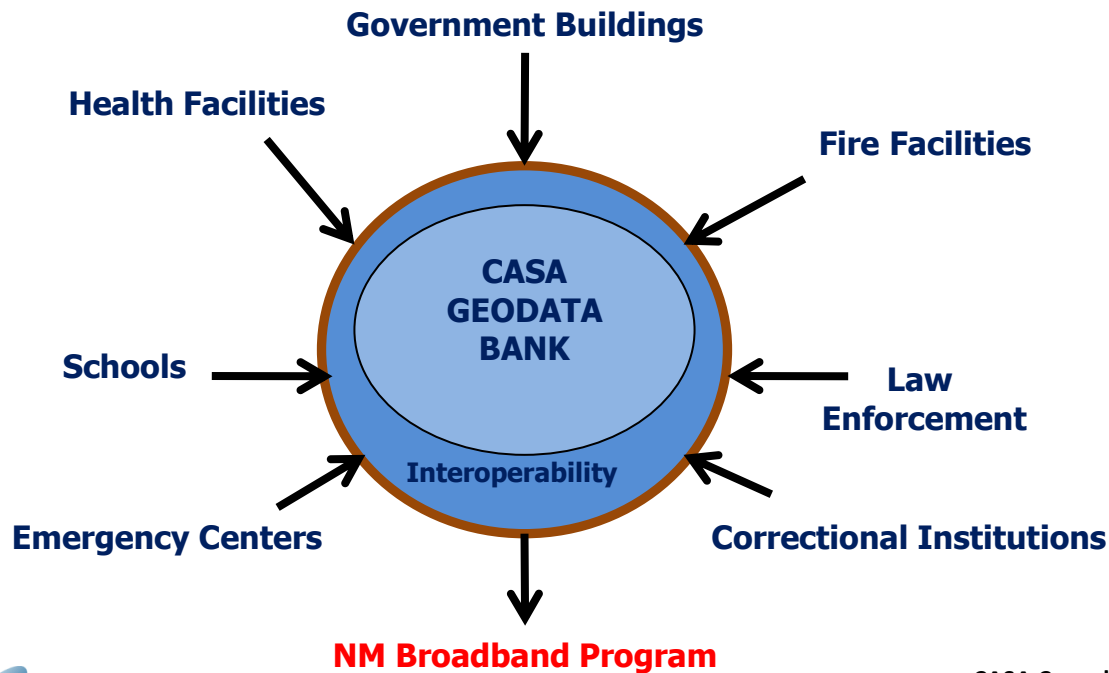 Government Buildings
Health Facilities
Fire Facilities
CASA
GEODATA
BANK
Schools
Law
Enforcement
Interoperability
Emergency Centers
Correctional Institutions
NM Broadband Program